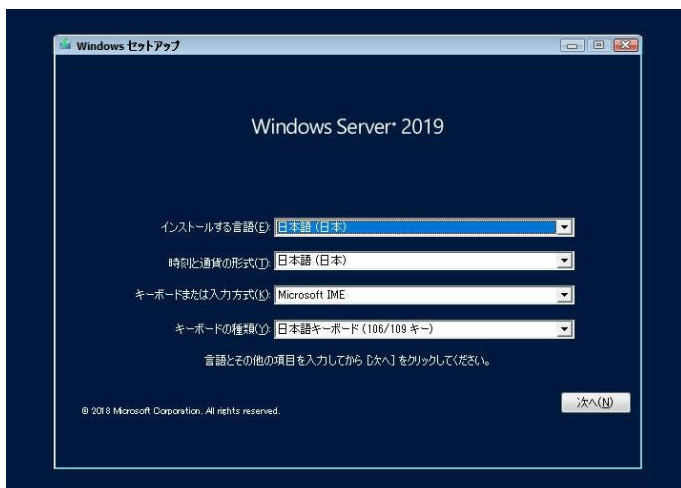 Windows セットアップ
Windows Server® 2019
インストールする言語(E): 日本語 (日本)
時刻と通貨の形式(T): 日本語 (日本)
キーボードまたは入力方式(K): Microsoft IME
キーボードの種類(Y): 日本語キーボード (106/109 キー)
言語とその他の項目を入力してから [次へ] をクリックしてください。
© 2018 Microsoft Corporation. All rights reserved.
次へ(N)